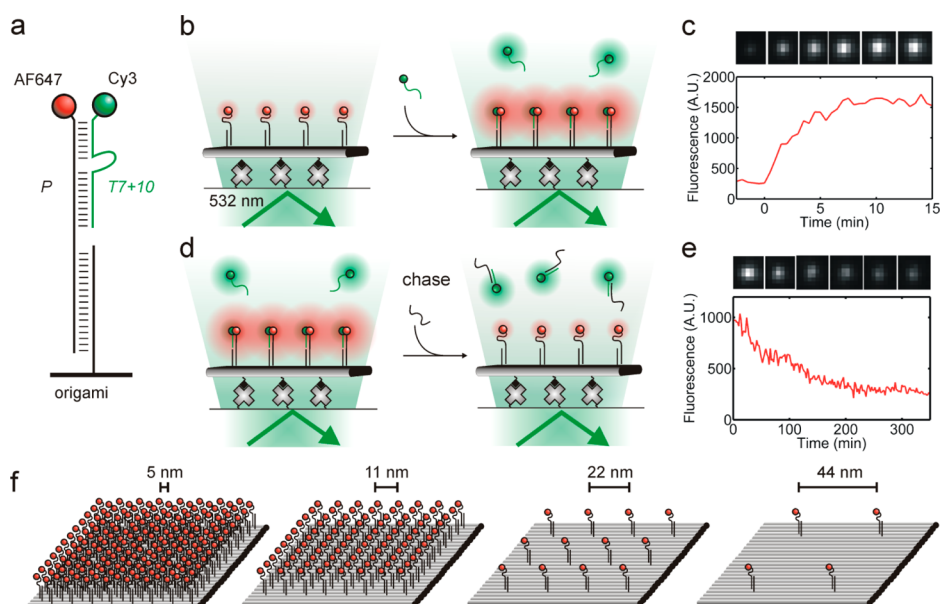 a
AF647
Cy3
P
T7+10
origami
b
532 nm
c
Fluorescence (A.U.)
2000
1500
1000
500
0
0
5
10
15
Time (min)
d
chase
e
Fluorescence (A.U.)
1000
500
0
0
100
200
300
Time (min)
f
5 nm
11 nm
22 nm
44 nm